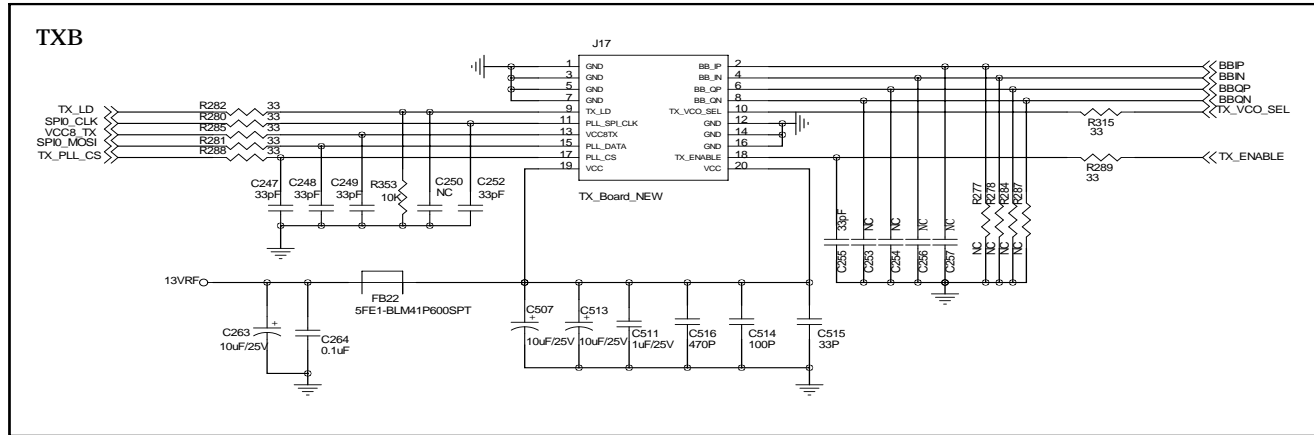 TXB
J17
1 GND BB_IP 2
3 GND BB_IN 4
5 GND BB_QP 6
7 GND BB_QN 8
9 TX_LD TX_VCO_SEL 10
11 PLL_SPI_CLK GND 12
13 VCC8TX GND 14
15 PLL_DATA GND 16
17 PLL_CS TX_ENABLE 18
19 VCC VCC 20
TX_Board_NEW
TX_LD R282 33
SPI0_CLK R280 33
VCC8_TX R285 33
SPI0_MOSI R281 33
TX_PLL_CS R288 33
BBIP
BBIN
BBQP
BBQN
TX_VCO_SEL
R315
33
TX_ENABLE
R289
33
C247
33pF
C248
33pF
C249
33pF
R353
10K
C250
NC
C252
33pF
C255 33pF
C253 NC
C254 NC
C256 NC
C257 NC
R277 NC
R278 NC
R284 NC
R287 NC
13VRF
FB22
5FE1-BLM41P600SPT
C263 +
10uF/25V
C264
0.1uF
C507 +
10uF/25V
C513 +
10uF/25V
C511
1uF/25V
C516
470P
C514
100P
C515
33P